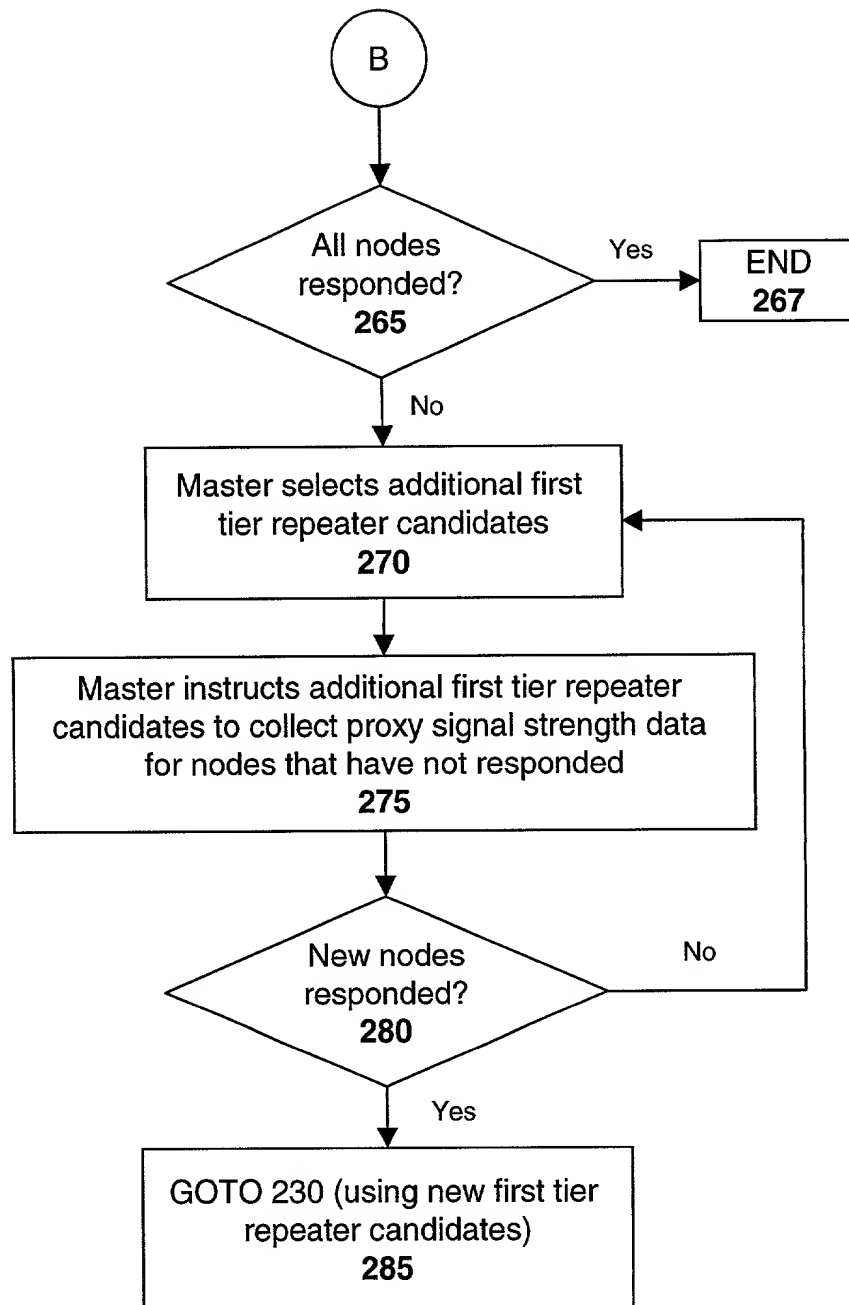 B
All nodes
responded?
265
Yes
END
267
No
Master selects additional first
tier repeater candidates
270
Master instructs additional first tier repeater
candidates to collect proxy signal strength data
for nodes that have not responded
275
New nodes
responded?
280
No
Yes
GOTO 230 (using new first tier
repeater candidates)
285